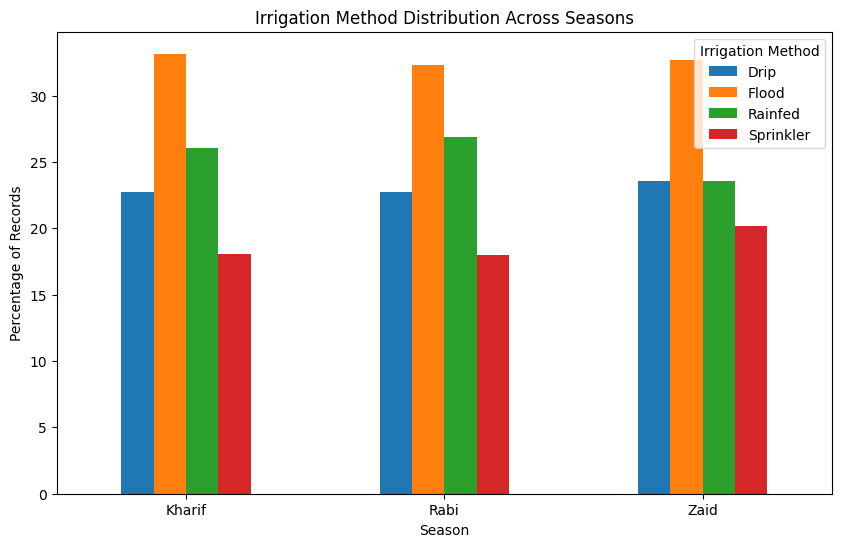 Irrigation Method Distribution Across Seasons
Irrigation Method
Drip
Flood
Rainfed
Sprinkler
Percentage of Records
30
25
20
15
10
5
0
Kharif
Rabi
Zaid
Season